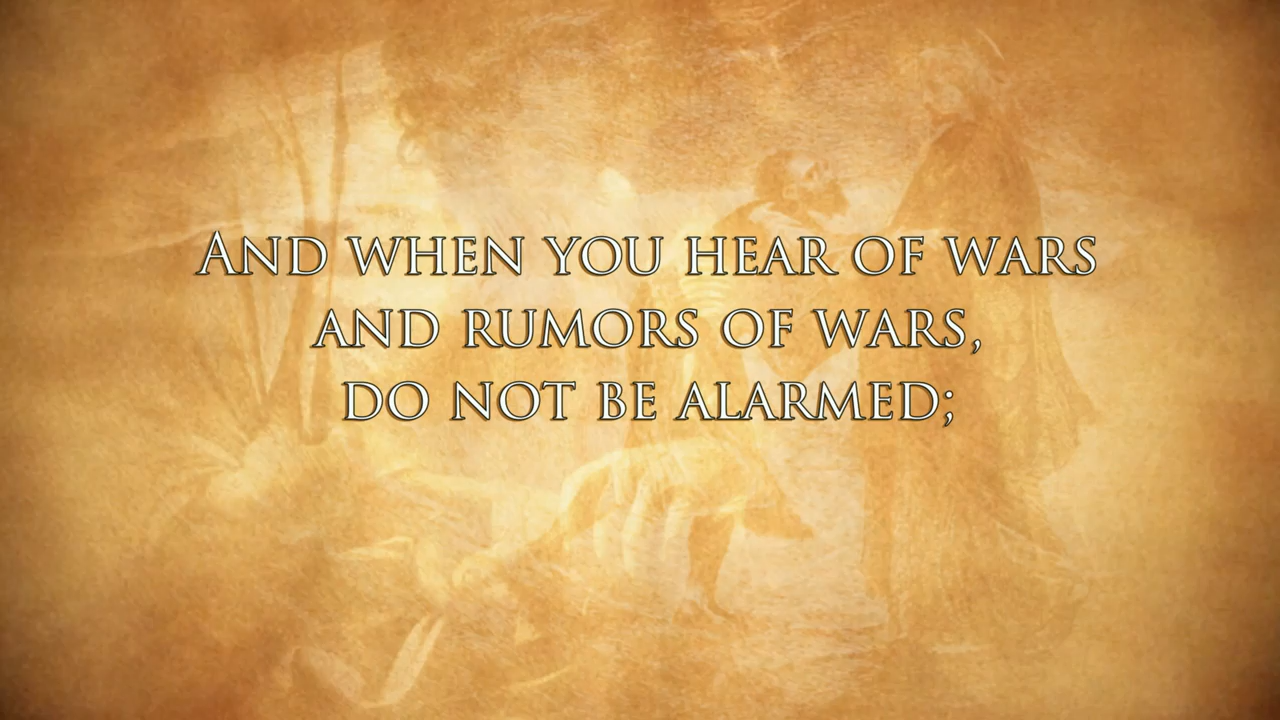 And when you hear of wars
and rumors of wars,
do not be alarmed;